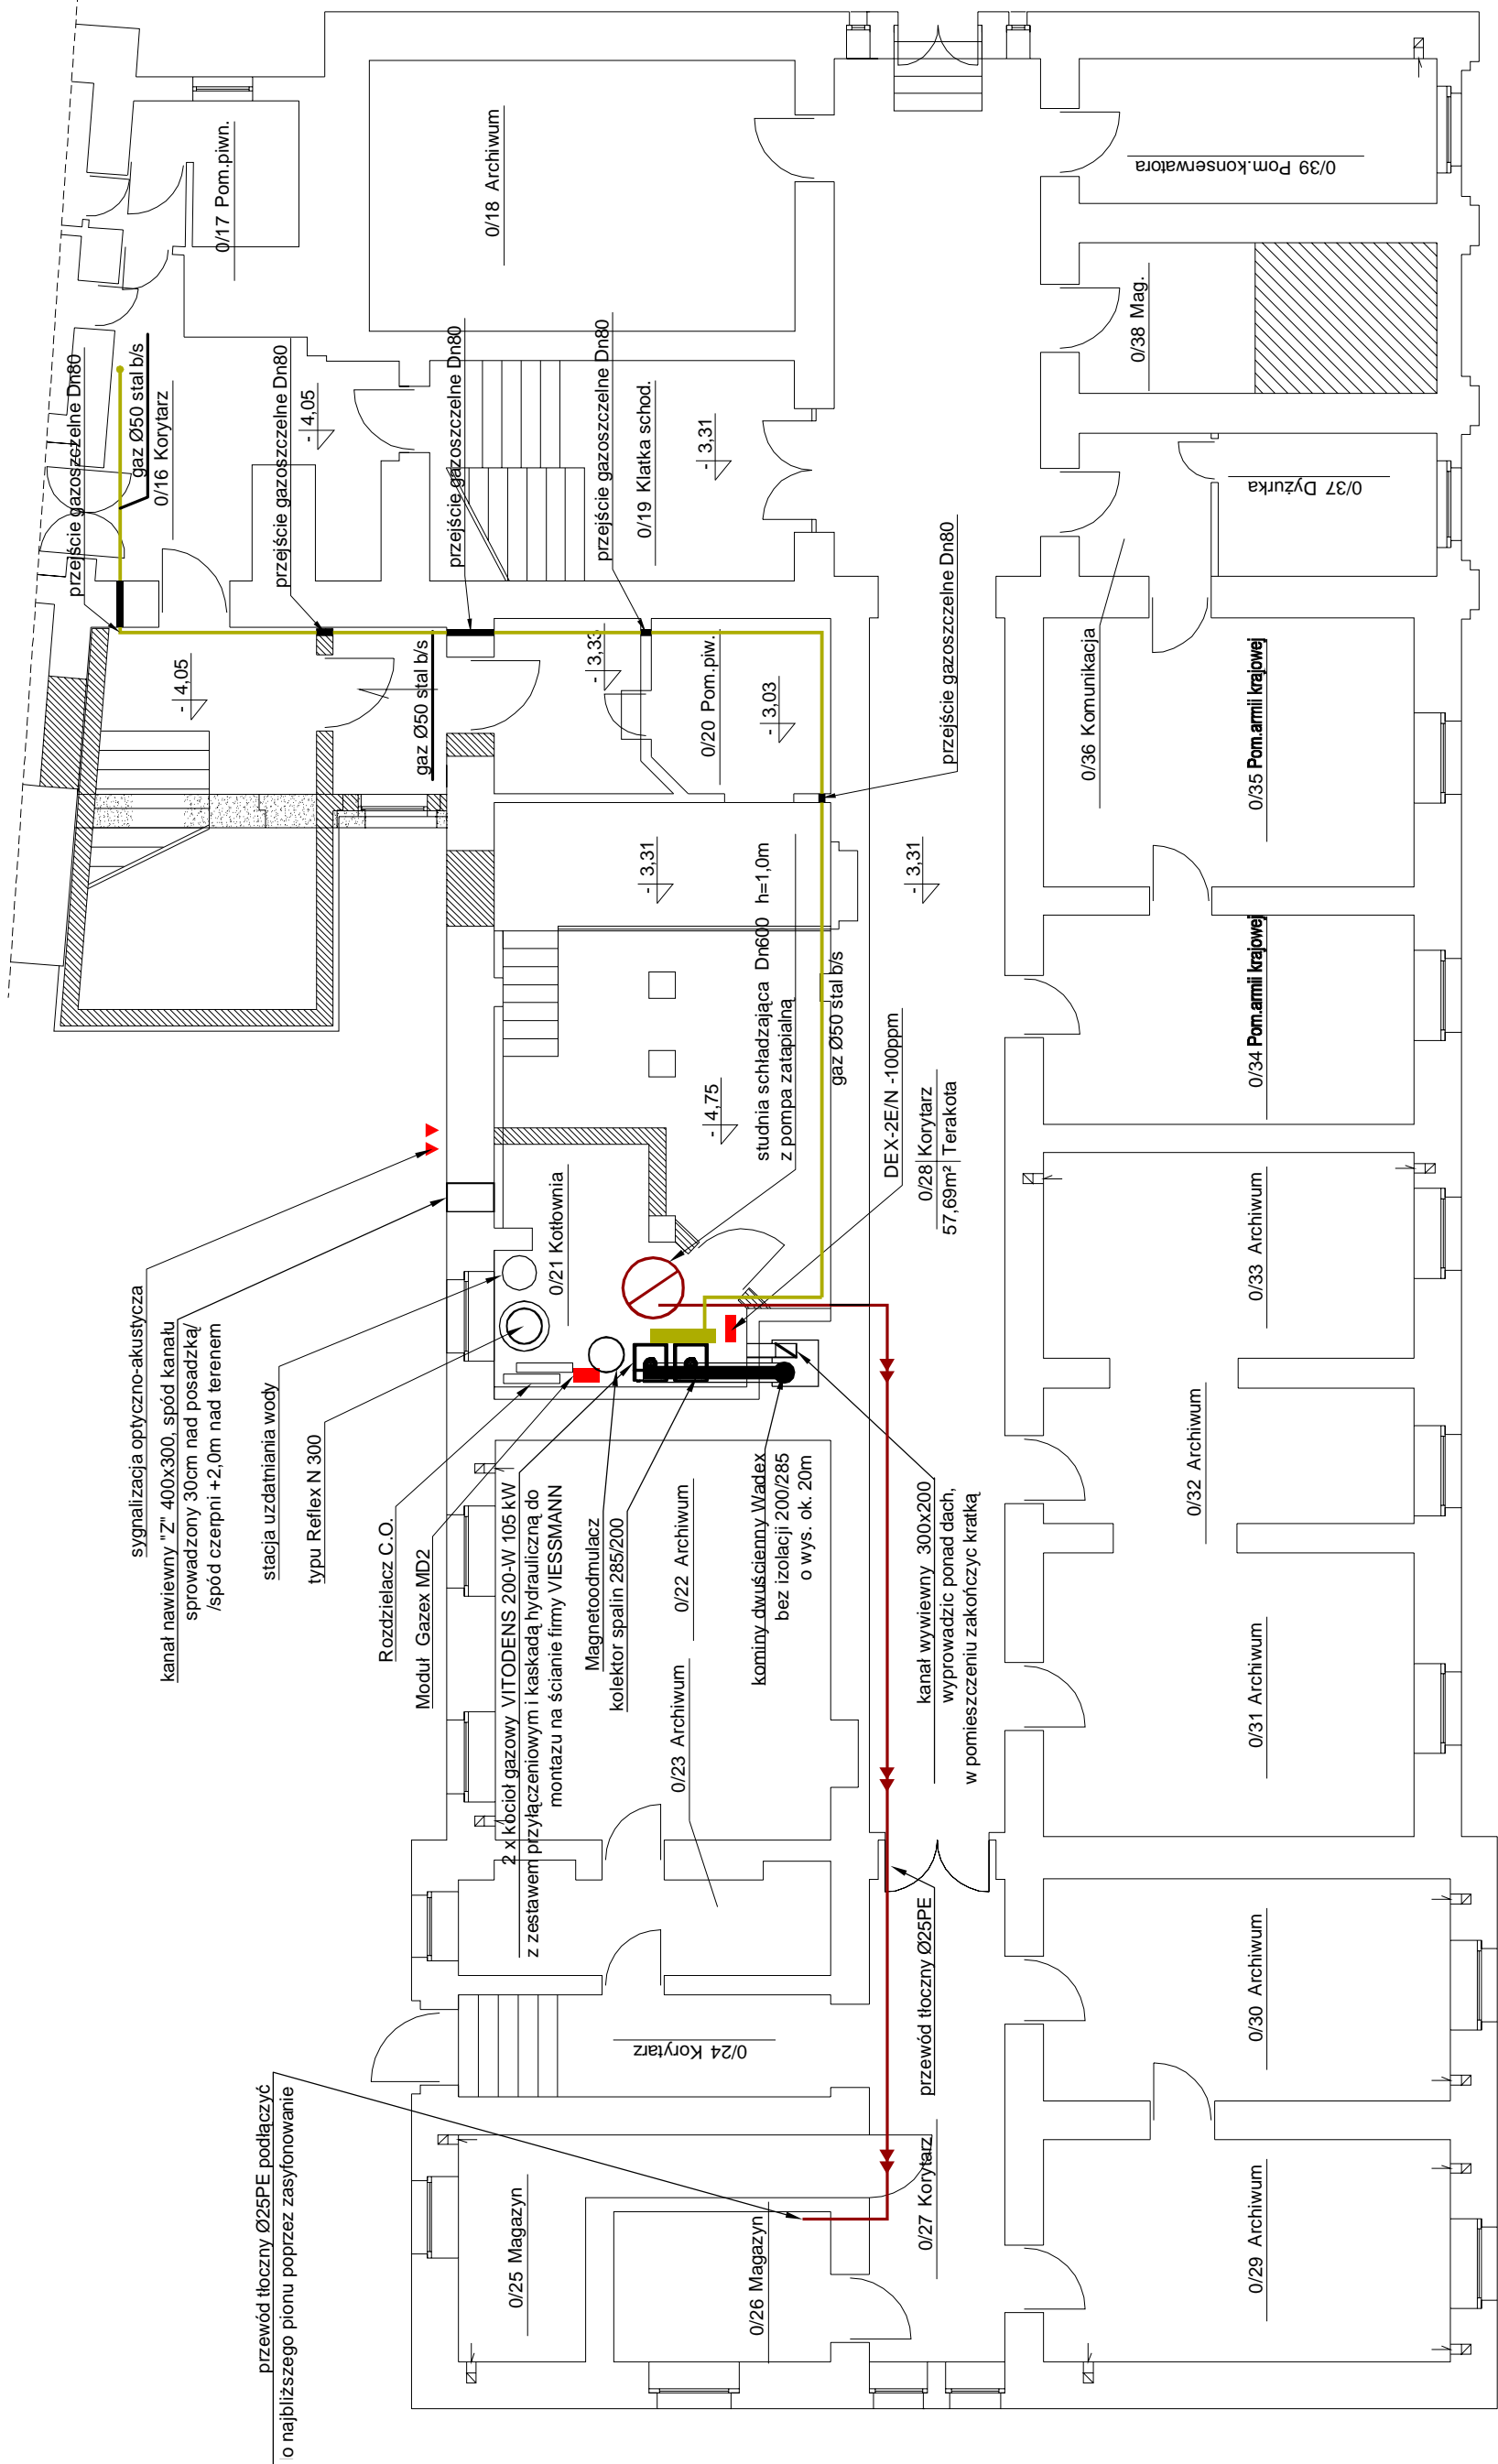 przewód tłoczny Ø25PE podłączyć
o najbliższego pionu poprzez zasyfonowanie
sygnalizacja optyczno-akustycza
kanał nawiewny "Z" 400x300, spód kanału
sprowadzony 30cm nad posadzką/
/spód czerpni +2,0m nad terenem
stacja uzdatniania wody
typu Reflex N 300
Rozdzielacz C.O.
Moduł Gazex MD2
2 x kocioł gazowy VITODENS 200-W 105 kW
z zestawem przyłączeniowym i kaskadą hydrauliczną do
montazu na ścianie firmy VIESSMANN
Magnetoodmulacz
kolektor spalin 285/200
kominy dwuścienny Wadex
bez izolacji 200/285
o wys. ok. 20m
kanał wywiewny 300x200
wyprowadzic ponad dach,
w pomieszczeniu zakończyc kratką
przewód tłoczny Ø25PE
przejście gazoszczelne Dn80
gaz Ø50 stal b/s
0/16 Korytarz
- 4,05
0/17 Pom.piwn.
przejście gazoszczelne Dn80
- 4,05
gaz Ø50 stal b/s
przejście gazoszczelne Dn80
0/18 Archiwum
przejście gazoszczelne Dn80
0/19 Klatka schod.
- 3,31
- 3,33
0/20 Pom.piw.
- 3,03
przejście gazoszczelne Dn80
- 3,31
studnia schładzająca Dn600 h=1,0m
z pompa zatapialną
- 4,75
gaz Ø50 stal b/s
0/21 Kotłownia
DEX-2E/N -100ppm
- 3,31
0/28 Korytarz
57,69m² Terakota
0/22 Archiwum
0/23 Archiwum
0/24 Korytarz
0/25 Magazyn
0/26 Magazyn
0/27 Korytarz
0/29 Archiwum
0/30 Archiwum
0/31 Archiwum
0/32 Archiwum
0/33 Archiwum
0/34 Pom.armii krajowej
0/35 Pom.armii krajowej
0/36 Komunikacja
0/37 Dyżurka
0/38 Mag.
0/39 Pom.konserwatora